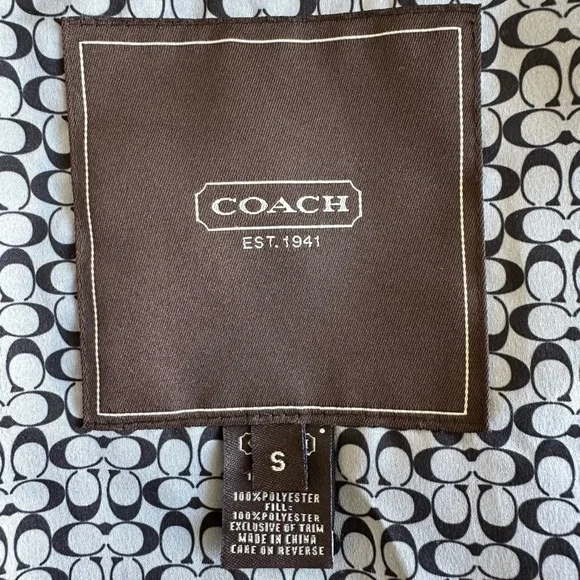 COACH
EST. 1941
S
100%POLYESTER
FILL:
100%POLYESTER
EXCLUSIVE OF TRIM
MADE IN CHINA
CARE ON REVERSE